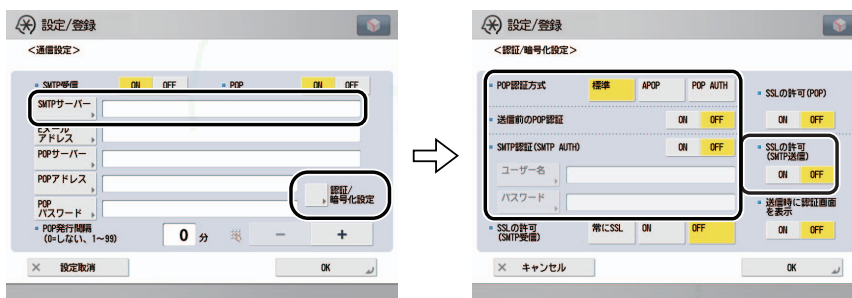 設定/登録
<通信設定>
SMTP受信
ON
OFF
POP
ON
OFF
SMTPサーバー
Eメール
アドレス
POPサーバー
POPアドレス
認証/
暗号化設定
POP
パスワード
POP発行間隔
(0=しない、1~99)
0
分
-
+
設定取消
OK
設定/登録
<認証/暗号化設定>
POP認証方式
標準
APOP
POP AUTH
SSLの許可(POP)
ON
OFF
送信前のPOP認証
ON
OFF
SMTP認証(SMTP AUTH)
ON
OFF
SSLの許可
(SMTP送信)
ON
OFF
ユーザー名
パスワード
送信時に認証画面
を表示
ON
OFF
SSLの許可
(SMTP受信)
常にSSL
ON
OFF
キャンセル
OK